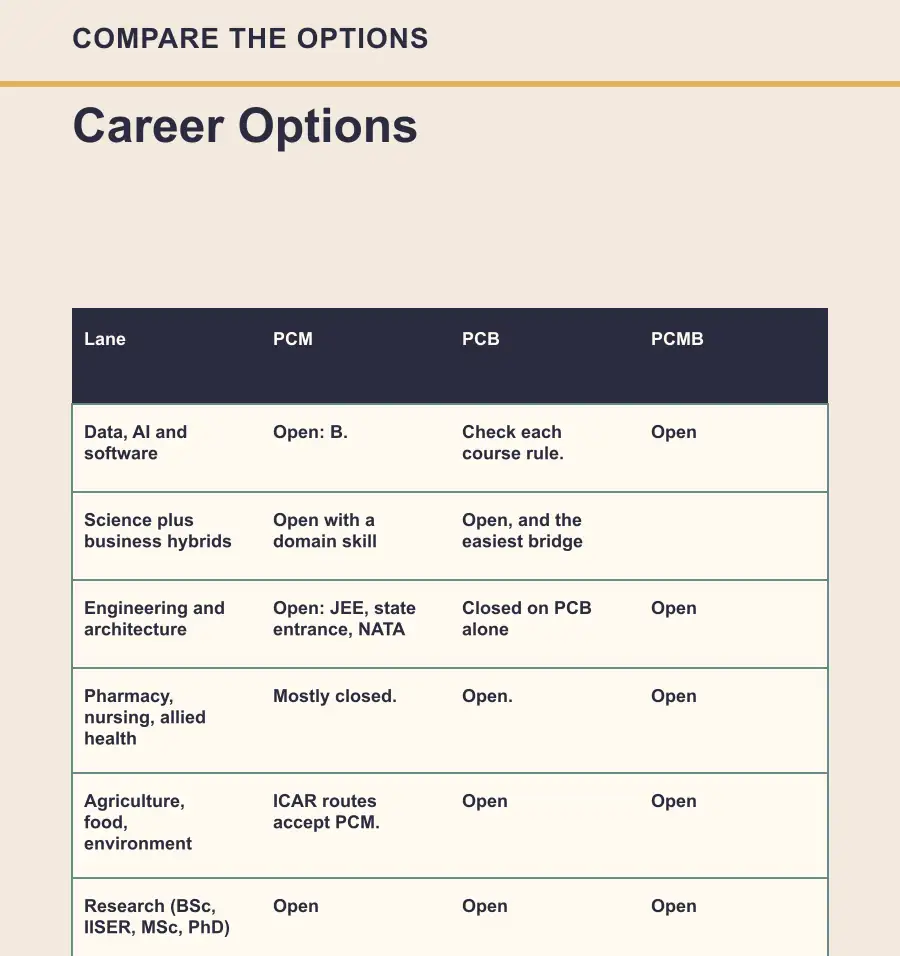 COMPARE THE OPTIONS
Career Options
Lane
PCM
PCB
PCMB
Data, AI and
software
Open: B.
Check each
course rule.
Open
Science plus
business hybrids
Open with a
domain skill
Open, and the
easiest bridge
Engineering and
architecture
Open: JEE, state
entrance, NATA
Closed on PCB
alone
Open
Pharmacy,
nursing, allied
health
Mostly closed.
Open.
Open
Agriculture,
food,
environment
ICAR routes
accept PCM.
Open
Open
Research (BSc,
IISER, MSc, PhD)
Open
Open
Open